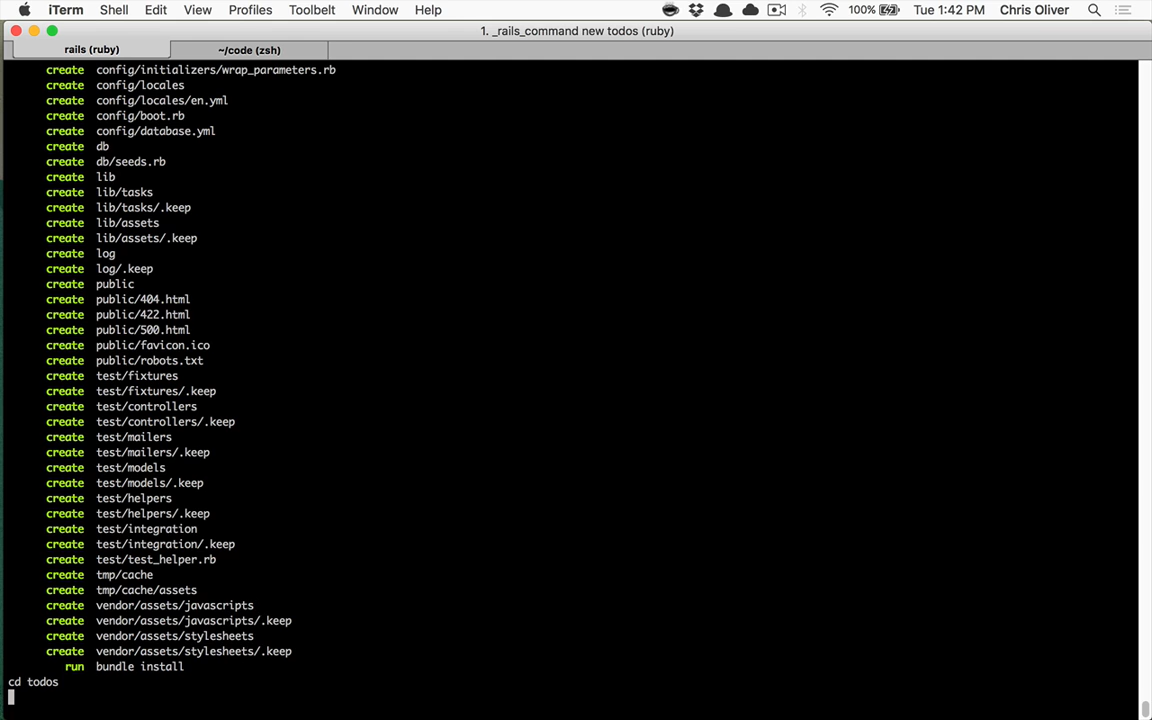 iTerm Shell Edit View Profiles Toolbelt Window Help 100% Tue 1:42 PM Chris Oliver
1. _rails_command new todos (ruby)
rails (ruby) ~/code (zsh)
create config/initializers/wrap_parameters.rb
create config/locales
create config/locales/en.yml
create config/boot.rb
create config/database.yml
create db
create db/seeds.rb
create lib
create lib/tasks
create lib/tasks/.keep
create lib/assets
create lib/assets/.keep
create log
create log/.keep
create public
create public/404.html
create public/422.html
create public/500.html
create public/favicon.ico
create public/robots.txt
create test/fixtures
create test/fixtures/.keep
create test/controllers
create test/controllers/.keep
create test/mailers
create test/mailers/.keep
create test/models
create test/models/.keep
create test/helpers
create test/helpers/.keep
create test/integration
create test/integration/.keep
create test/test_helper.rb
create tmp/cache
create tmp/cache/assets
create vendor/assets/javascripts
create vendor/assets/javascripts/.keep
create vendor/assets/stylesheets
create vendor/assets/stylesheets/.keep
run bundle install
cd todos